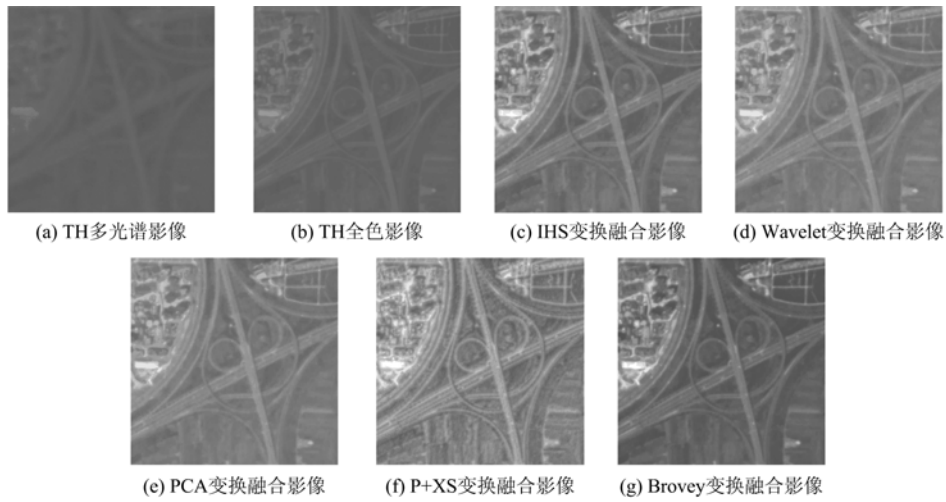 (a) TH多光谱影像
(b) TH全色影像
(c) IHS变换融合影像
(d) Wavelet变换融合影像
(e) PCA变换融合影像
(f) P+XS变换融合影像
(g) Brovey变换融合影像